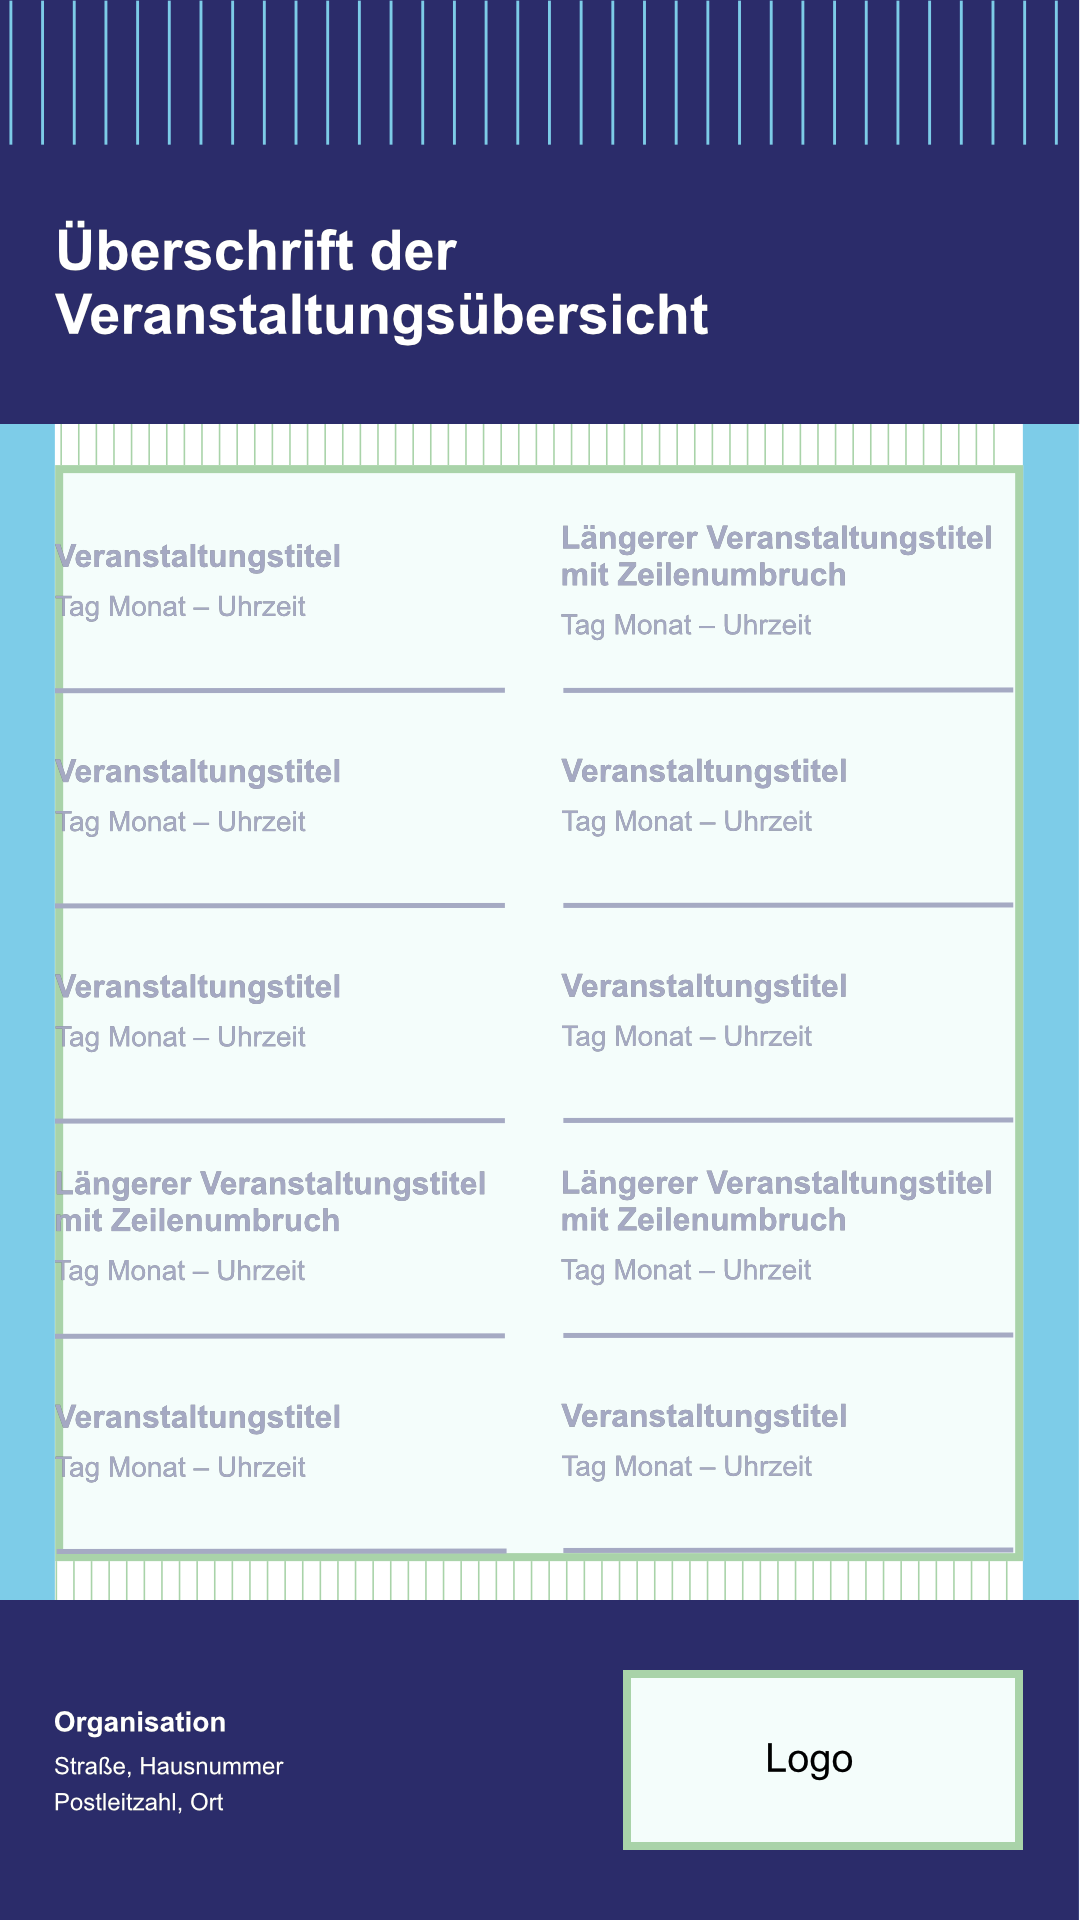 Überschrift der
Veranstaltungsübersicht
Veranstaltungstitel
Tag Monat – Uhrzeit
Längerer Veranstaltungstitel
mit Zeilenumbruch
Tag Monat – Uhrzeit
Veranstaltungstitel
Tag Monat – Uhrzeit
Veranstaltungstitel
Tag Monat – Uhrzeit
Veranstaltungstitel
Tag Monat – Uhrzeit
Veranstaltungstitel
Tag Monat – Uhrzeit
Längerer Veranstaltungstitel
mit Zeilenumbruch
Tag Monat – Uhrzeit
Längerer Veranstaltungstitel
mit Zeilenumbruch
Tag Monat – Uhrzeit
Veranstaltungstitel
Tag Monat – Uhrzeit
Veranstaltungstitel
Tag Monat – Uhrzeit
Organisation
Straße, Hausnummer
Postleitzahl, Ort
Logo